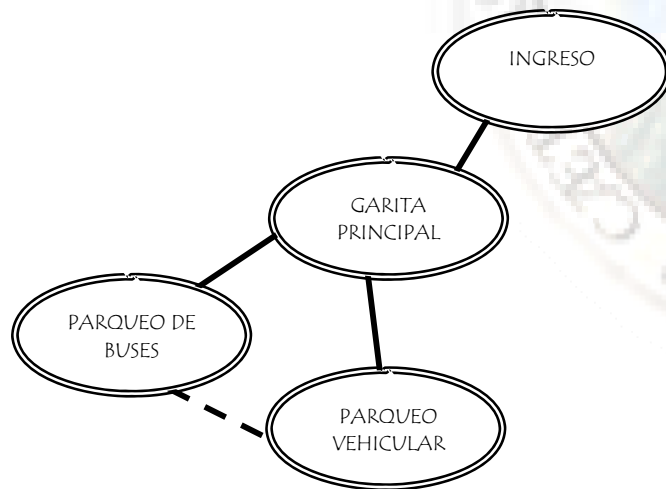 INGRESO
GARITA
PRINCIPAL
PARQUEO DE
BUSES
PARQUEO
VEHICULAR